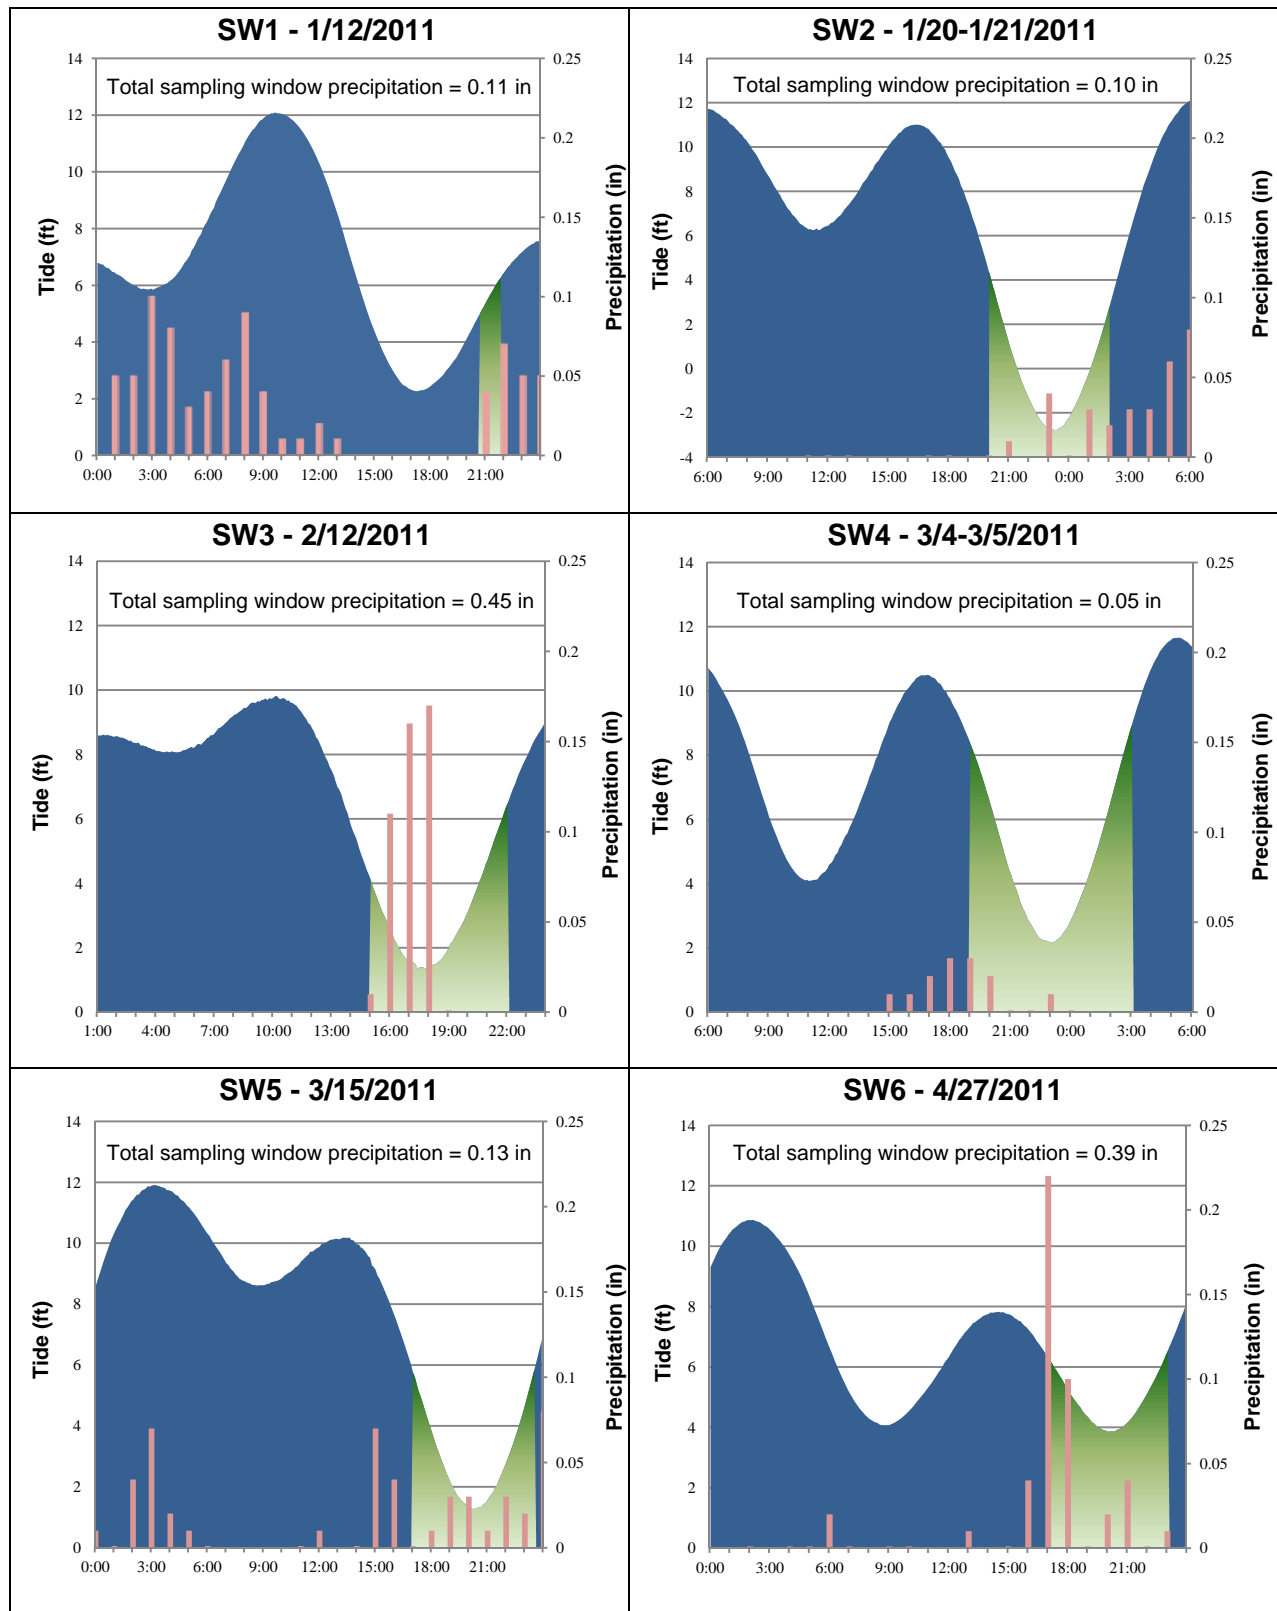 SW1 - 1/12/2011
Total sampling window precipitation = 0.11 in
Tide (ft)
14
12
10
8
6
4
2
0
0.25
0.2
0.15
0.1
0.05
0
Precipitation (in)
0:00 3:00 6:00 9:00 12:00 15:00 18:00 21:00
SW2 - 1/20-1/21/2011
Total sampling window precipitation = 0.10 in
Tide (ft)
14
12
10
8
6
4
2
0
-2
-4
0.25
0.2
0.15
0.1
0.05
0
Precipitation (in)
6:00 9:00 12:00 15:00 18:00 21:00 0:00 3:00 6:00
SW3 - 2/12/2011
Total sampling window precipitation = 0.45 in
Tide (ft)
14
12
10
8
6
4
2
0
0.25
0.2
0.15
0.1
0.05
0
Precipitation (in)
1:00 4:00 7:00 10:00 13:00 16:00 19:00 22:00
SW4 - 3/4-3/5/2011
Total sampling window precipitation = 0.05 in
Tide (ft)
14
12
10
8
6
4
2
0
0.25
0.2
0.15
0.1
0.05
0
Precipitation (in)
6:00 9:00 12:00 15:00 18:00 21:00 0:00 3:00 6:00
SW5 - 3/15/2011
Total sampling window precipitation = 0.13 in
Tide (ft)
14
12
10
8
6
4
2
0
0.25
0.2
0.15
0.1
0.05
0
Precipitation (in)
0:00 3:00 6:00 9:00 12:00 15:00 18:00 21:00
SW6 - 4/27/2011
Total sampling window precipitation = 0.39 in
Tide (ft)
14
12
10
8
6
4
2
0
0.25
0.2
0.15
0.1
0.05
0
Precipitation (in)
0:00 3:00 6:00 9:00 12:00 15:00 18:00 21:00